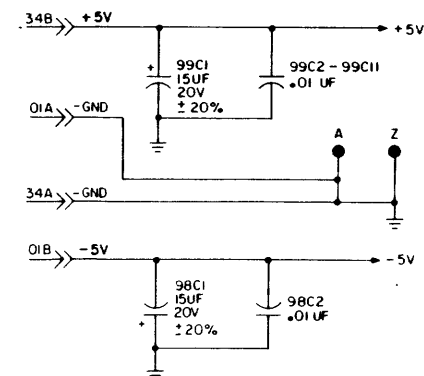 34B +5V
+5V
+
99C1
15UF
20V
± 20%
99C2 - 99C11
.01 UF
01A -GND
A Z
34A -GND
01B -5V
-5V
98C1
15UF
20V
± 20%
+
98C2
.01 UF